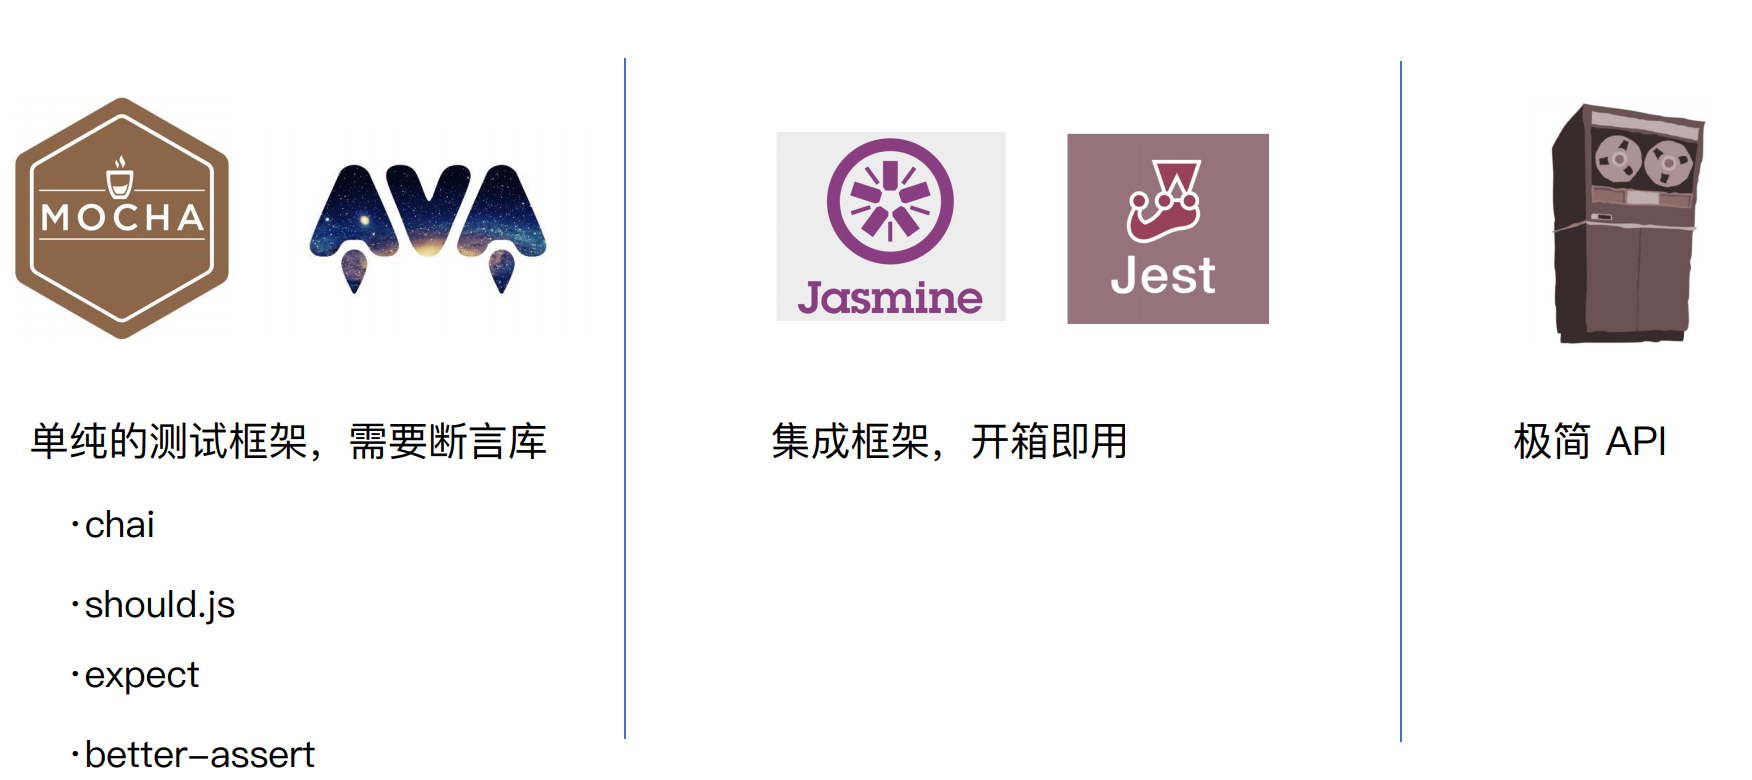 MOCHA
AVA
单纯的测试框架，需要断言库
·chai
·should.js
·expect
·better-assert
Jasmine
Jest
集成框架，开箱即用
极简 API